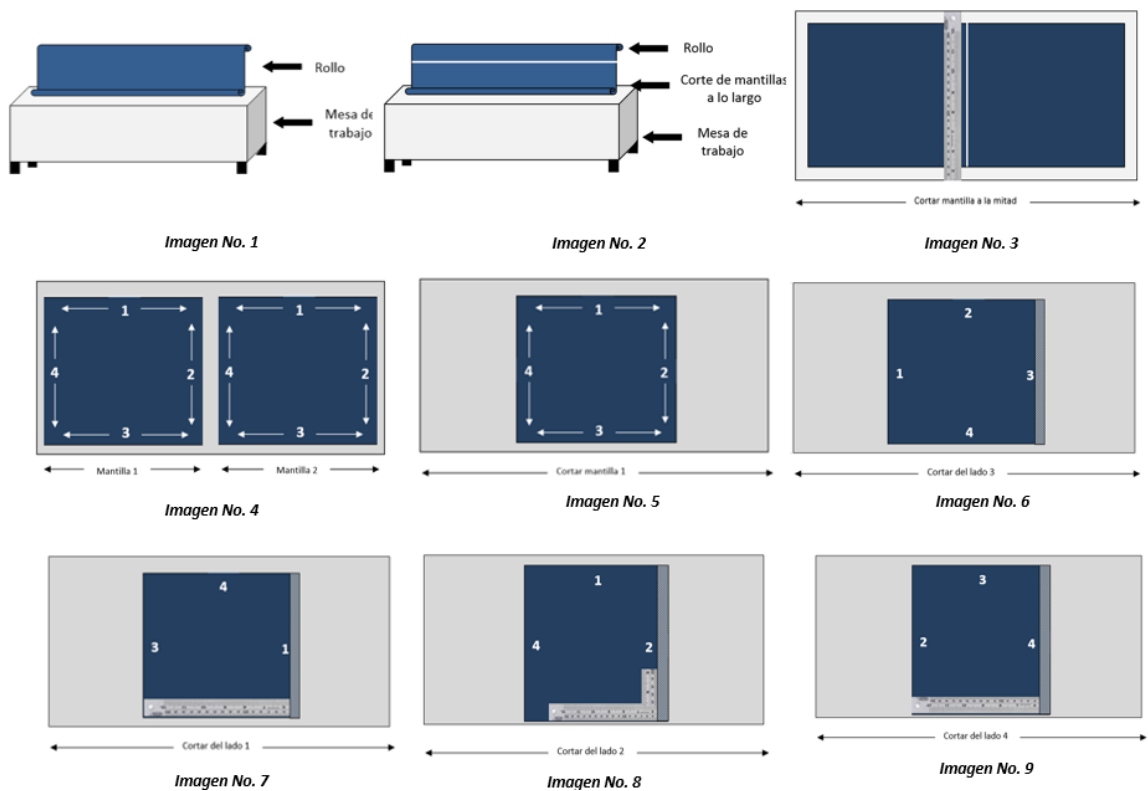 Rollo
Mesa de
trabajo
Imagen No. 1
Rollo
Corte de mantillas
a lo largo
Mesa de
trabajo
Imagen No. 2
Cortar mantilla a la mitad
Imagen No. 3
1
4
2
3
Mantilla 1
1
4
2
3
Mantilla 2
Imagen No. 4
1
4
2
3
Cortar mantilla 1
Imagen No. 5
2
1
3
4
Cortar del lado 3
Imagen No. 6
4
3
1
Cortar del lado 1
Imagen No. 7
1
4
2
Cortar del lado 2
Imagen No. 8
3
2
4
Cortar del lado 4
Imagen No. 9